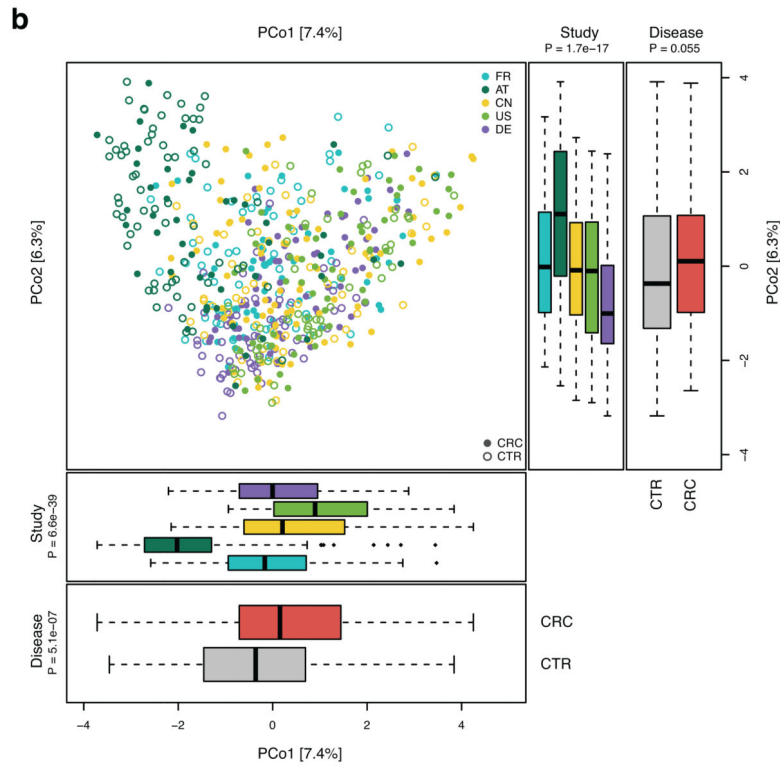 b
PCo1 [7.4%]
Study
P = 1.7e−17
Disease
P = 0.055
FR
AT
CN
US
DE
PCo2 [6.3%]
CRC
CTR
4
2
0
−2
−4
PCo2 [6.3%]
CTR
CRC
Study
P = 6.6e−39
Disease
P = 5.1e−07
CRC
CTR
−4
−2
0
2
4
PCo1 [7.4%]